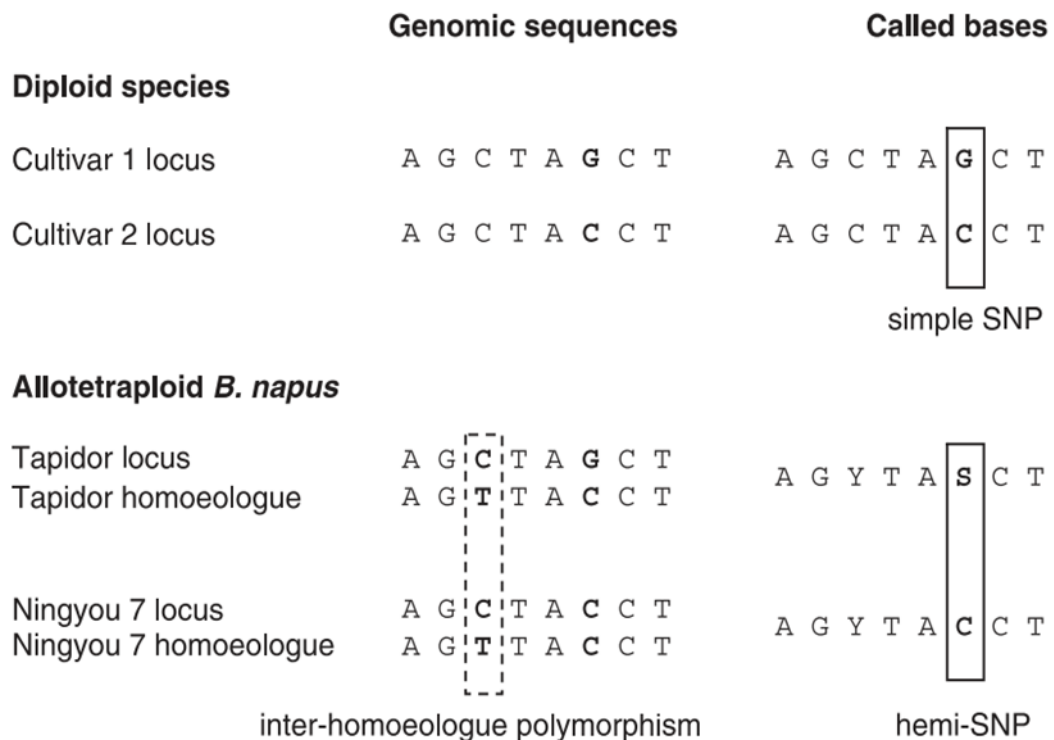 Genomic sequences Called bases
Diploid species
Cultivar 1 locus A G C T A G C T A G C T A G C T
Cultivar 2 locus A G C T A C C T A G C T A C C T
simple SNP
Allotetraploid B. napus
Tapidor locus A G C T A G C T
A G Y T A S C T
Tapidor homoeologue A G T T A C C T
Ningyou 7 locus A G C T A C C T
A G Y T A C C T
Ningyou 7 homoeologue A G T T A C C T
inter-homoeologue polymorphism hemi-SNP